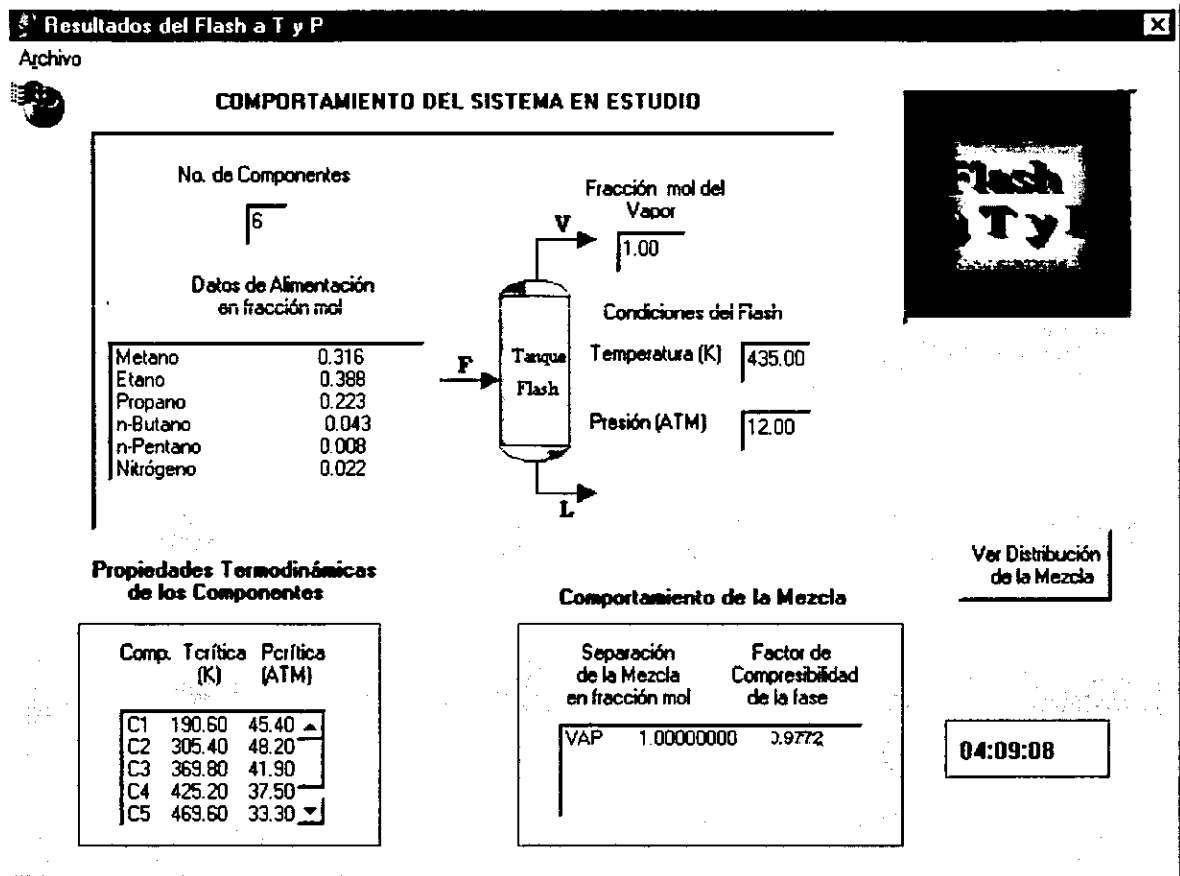 Resultados del Flash a T y P
Archivo
COMPORTAMIENTO DEL SISTEMA EN ESTUDIO
No. de Componentes
6
Datos de Alimentación
en fracción mol
Metano 0.316
Etano 0.388
Propano 0.223
n-Butano 0.043
n-Pentano 0.008
Nitrógeno 0.022
F
V
Tanque
Flash
L
Fracción mol del
Vapor
1.00
Condiciones del Flash
Temperatura (K) 435.00
Presión (ATM) 12.00
Flash
T y
Ver Distribución
de la Mezcla
Propiedades Termodinámicas
de los Componentes
Comp. Tcrítica Pcrítica
(K) (ATM)
C1 190.60 45.40
C2 305.40 48.20
C3 369.80 41.90
C4 425.20 37.50
C5 469.60 33.30
Comportamiento de la Mezcla
Separación
de la Mezcla
en fracción mol
Factor de
Compresibilidad
de la fase
VAP 1.00000000 0.9772
04:09:08